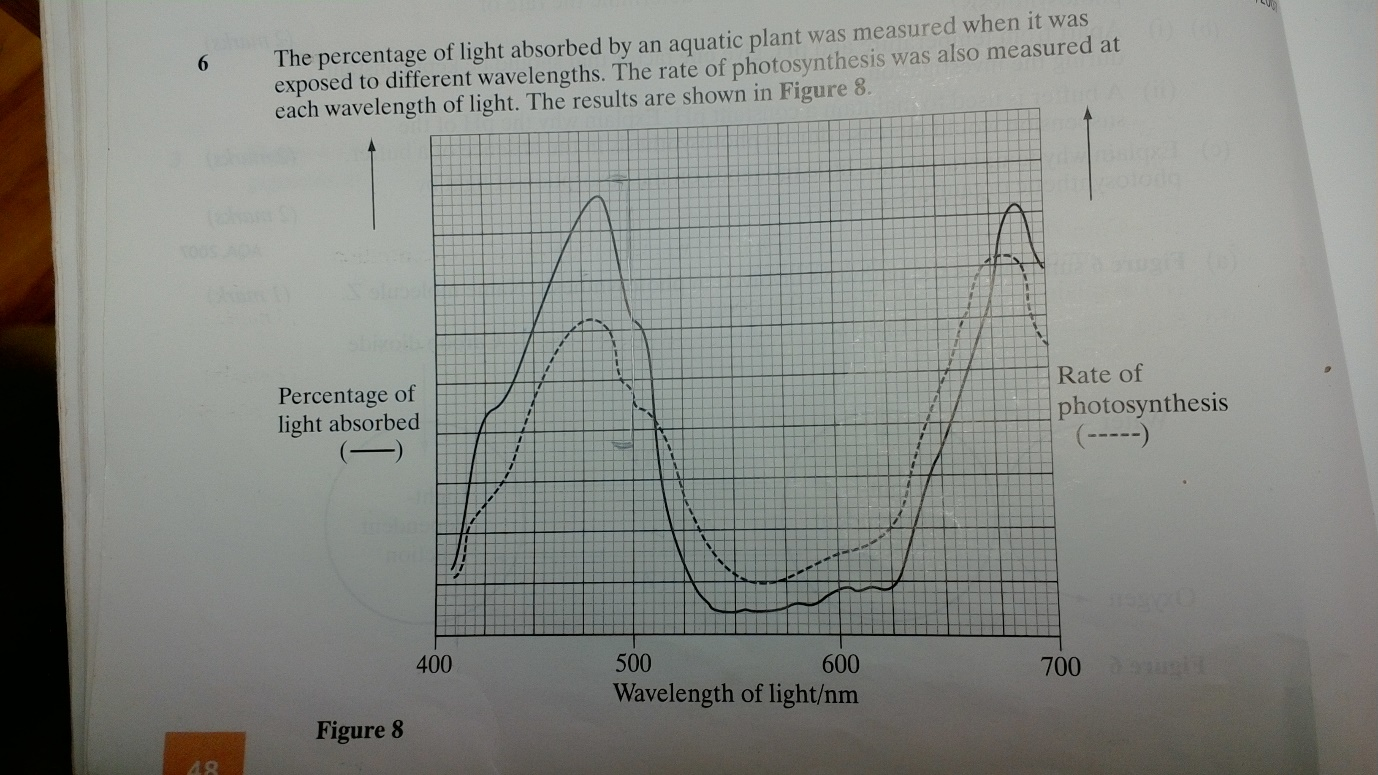 6
The percentage of light absorbed by an aquatic plant was measured when it was
exposed to different wavelengths. The rate of photosynthesis was also measured at
each wavelength of light. The results are shown in Figure 8.
Percentage of
light absorbed
(—)
Rate of
photosynthesis
(-----)
400 500 600 700
Wavelength of light/nm
Figure 8
48